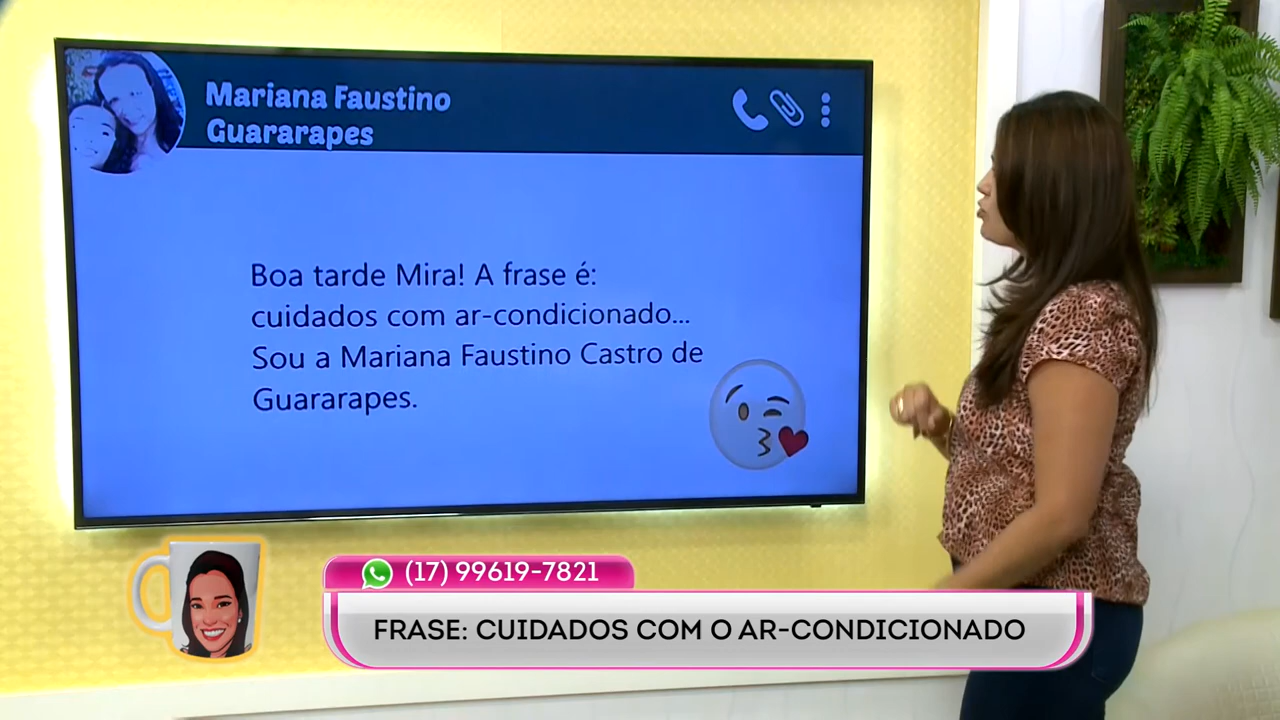 Mariana Faustino
Guararapes
Boa tarde Mira! A frase é:
cuidados com ar-condicionado...
Sou a Mariana Faustino Castro de
Guararapes.
(17) 99619-7821
FRASE: CUIDADOS COM O AR-CONDICIONADO